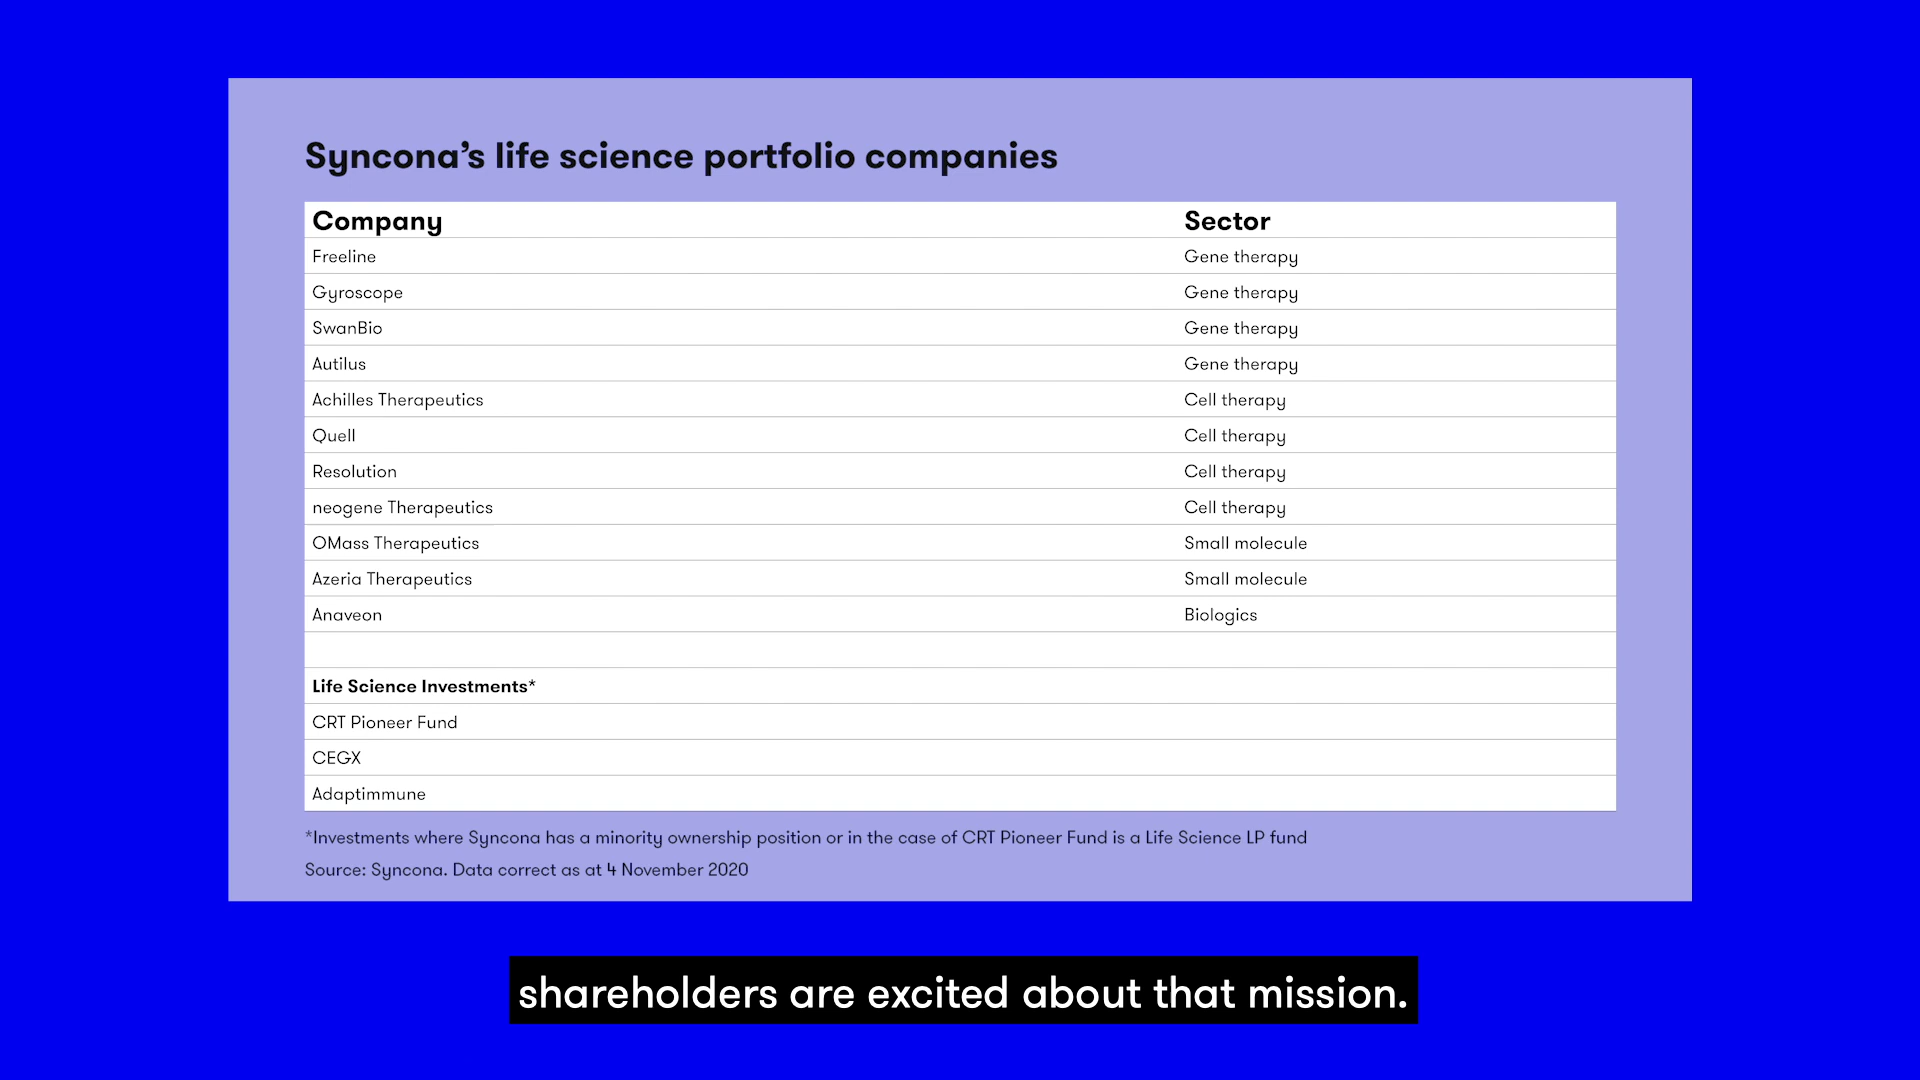 Syncona’s life science portfolio companies
Company Sector
Freeline Gene therapy
Gyroscope Gene therapy
SwanBio Gene therapy
Autilus Gene therapy
Achilles Therapeutics Cell therapy
Quell Cell therapy
Resolution Cell therapy
neogene Therapeutics Cell therapy
OMass Therapeutics Small molecule
Azeria Therapeutics Small molecule
Anaveon Biologics
Life Science Investments*
CRT Pioneer Fund
CEGX
Adaptimmune
*Investments where Syncona has a minority ownership position or in the case of CRT Pioneer Fund is a Life Science LP fund
Source: Syncona. Data correct as at 4 November 2020
shareholders are excited about that mission.